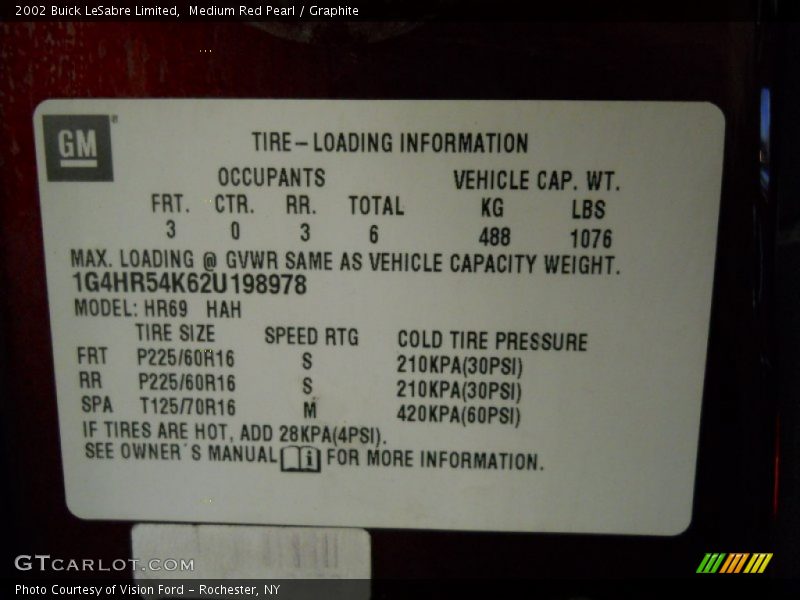 2002 Buick LeSabre Limited, Medium Red Pearl / Graphite
GM
TIRE-LOADING INFORMATION
OCCUPANTS VEHICLE CAP. WT.
FRT. CTR. RR. TOTAL KG LBS
3 0 3 6 488 1076
MAX. LOADING @ GVWR SAME AS VEHICLE CAPACITY WEIGHT.
1G4HR54K62U198978
MODEL: HR69 HAH
TIRE SIZE SPEED RTG COLD TIRE PRESSURE
FRT P225/60R16 S 210KPA(30PSI)
RR P225/60R16 S 210KPA(30PSI)
SPA T125/70R16 M 420KPA(60PSI)
IF TIRES ARE HOT, ADD 28KPA(4PSI).
SEE OWNER'S MANUAL i FOR MORE INFORMATION.
GTCARLOT.COM
Photo Courtesy of Vision Ford - Rochester, NY